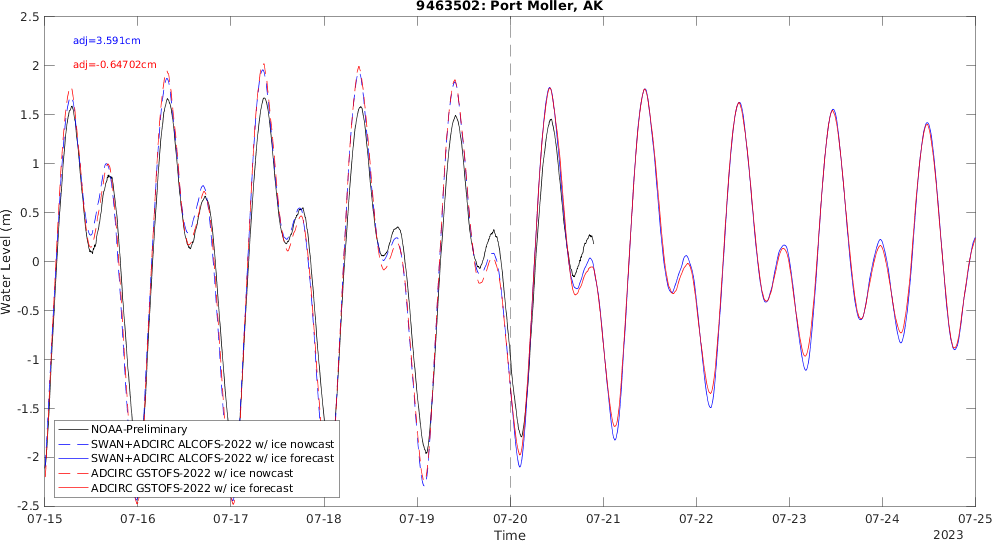 9463502: Port Moller, AK
adj=3.591cm
adj=-0.64702cm
Water Level (m)
2.5
2
1.5
1
0.5
0
-0.5
-1
-1.5
-2
-2.5
NOAA-Preliminary
SWAN+ADCIRC ALCOFS-2022 w/ ice nowcast
SWAN+ADCIRC ALCOFS-2022 w/ ice forecast
ADCIRC GSTOFS-2022 w/ ice nowcast
ADCIRC GSTOFS-2022 w/ ice forecast
07-15 07-16 07-17 07-18 07-19 07-20 07-21 07-22 07-23 07-24 07-25
Time
2023